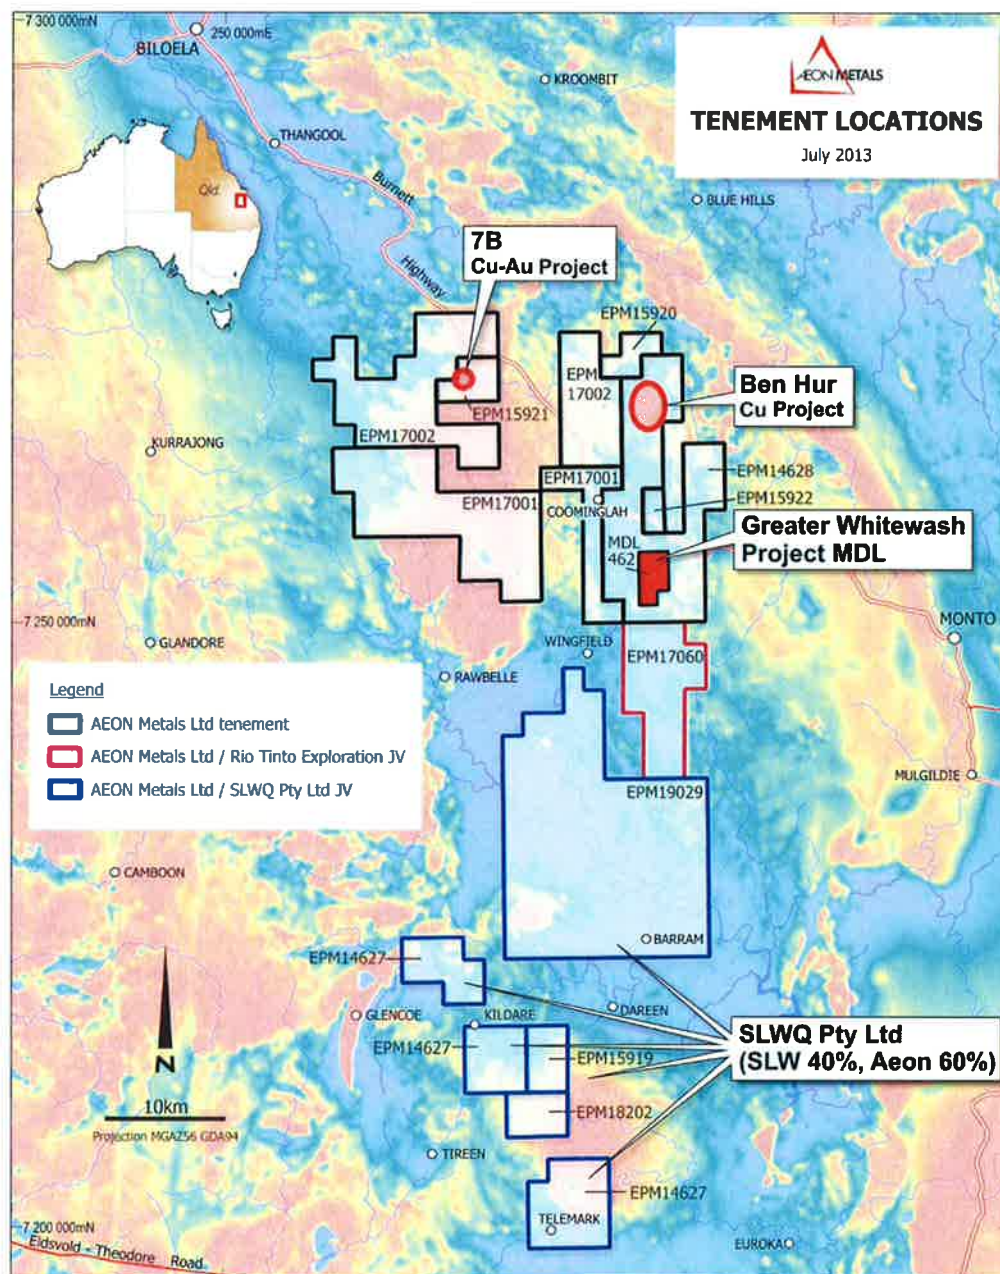 7 300 000mN
250 000mE
BILOELA
KROOMBIT
AEON METALS
TENEMENT LOCATIONS
July 2013
THANGOOL
Qld
Burnett
Highway
BLUE HILLS
7B
Cu-Au Project
EPM15920
EPM
17002
Ben Hur
Cu Project
EPM15921
EPM17002
KURRAJONG
EPM17001
EPM14628
EPM17001
EPM15922
COOMINGLAH
Greater Whitewash
Project MDL
MDL
462
7 250 000mN
GLANDORE
WINGFIELD
MONTO
EPM17060
RAWBELLE
Legend
AEON Metals Ltd tenement
AEON Metals Ltd / Rio Tinto Exploration JV
AEON Metals Ltd / SLWQ Pty Ltd JV
MULGILDIE
EPM19029
CAMBOON
BARRAM
EPM14627
DAREEN
GLENCOE
KILDARE
SLWQ Pty Ltd
(SLW 40%, Aeon 60%)
EPM14627
EPM15919
N
10km
Projection MGAZ56 GDA94
EPM18202
TIREEN
EPM14627
TELEMARK
7 200 000mN
EUROKA
Eidsvold - Theodore Road